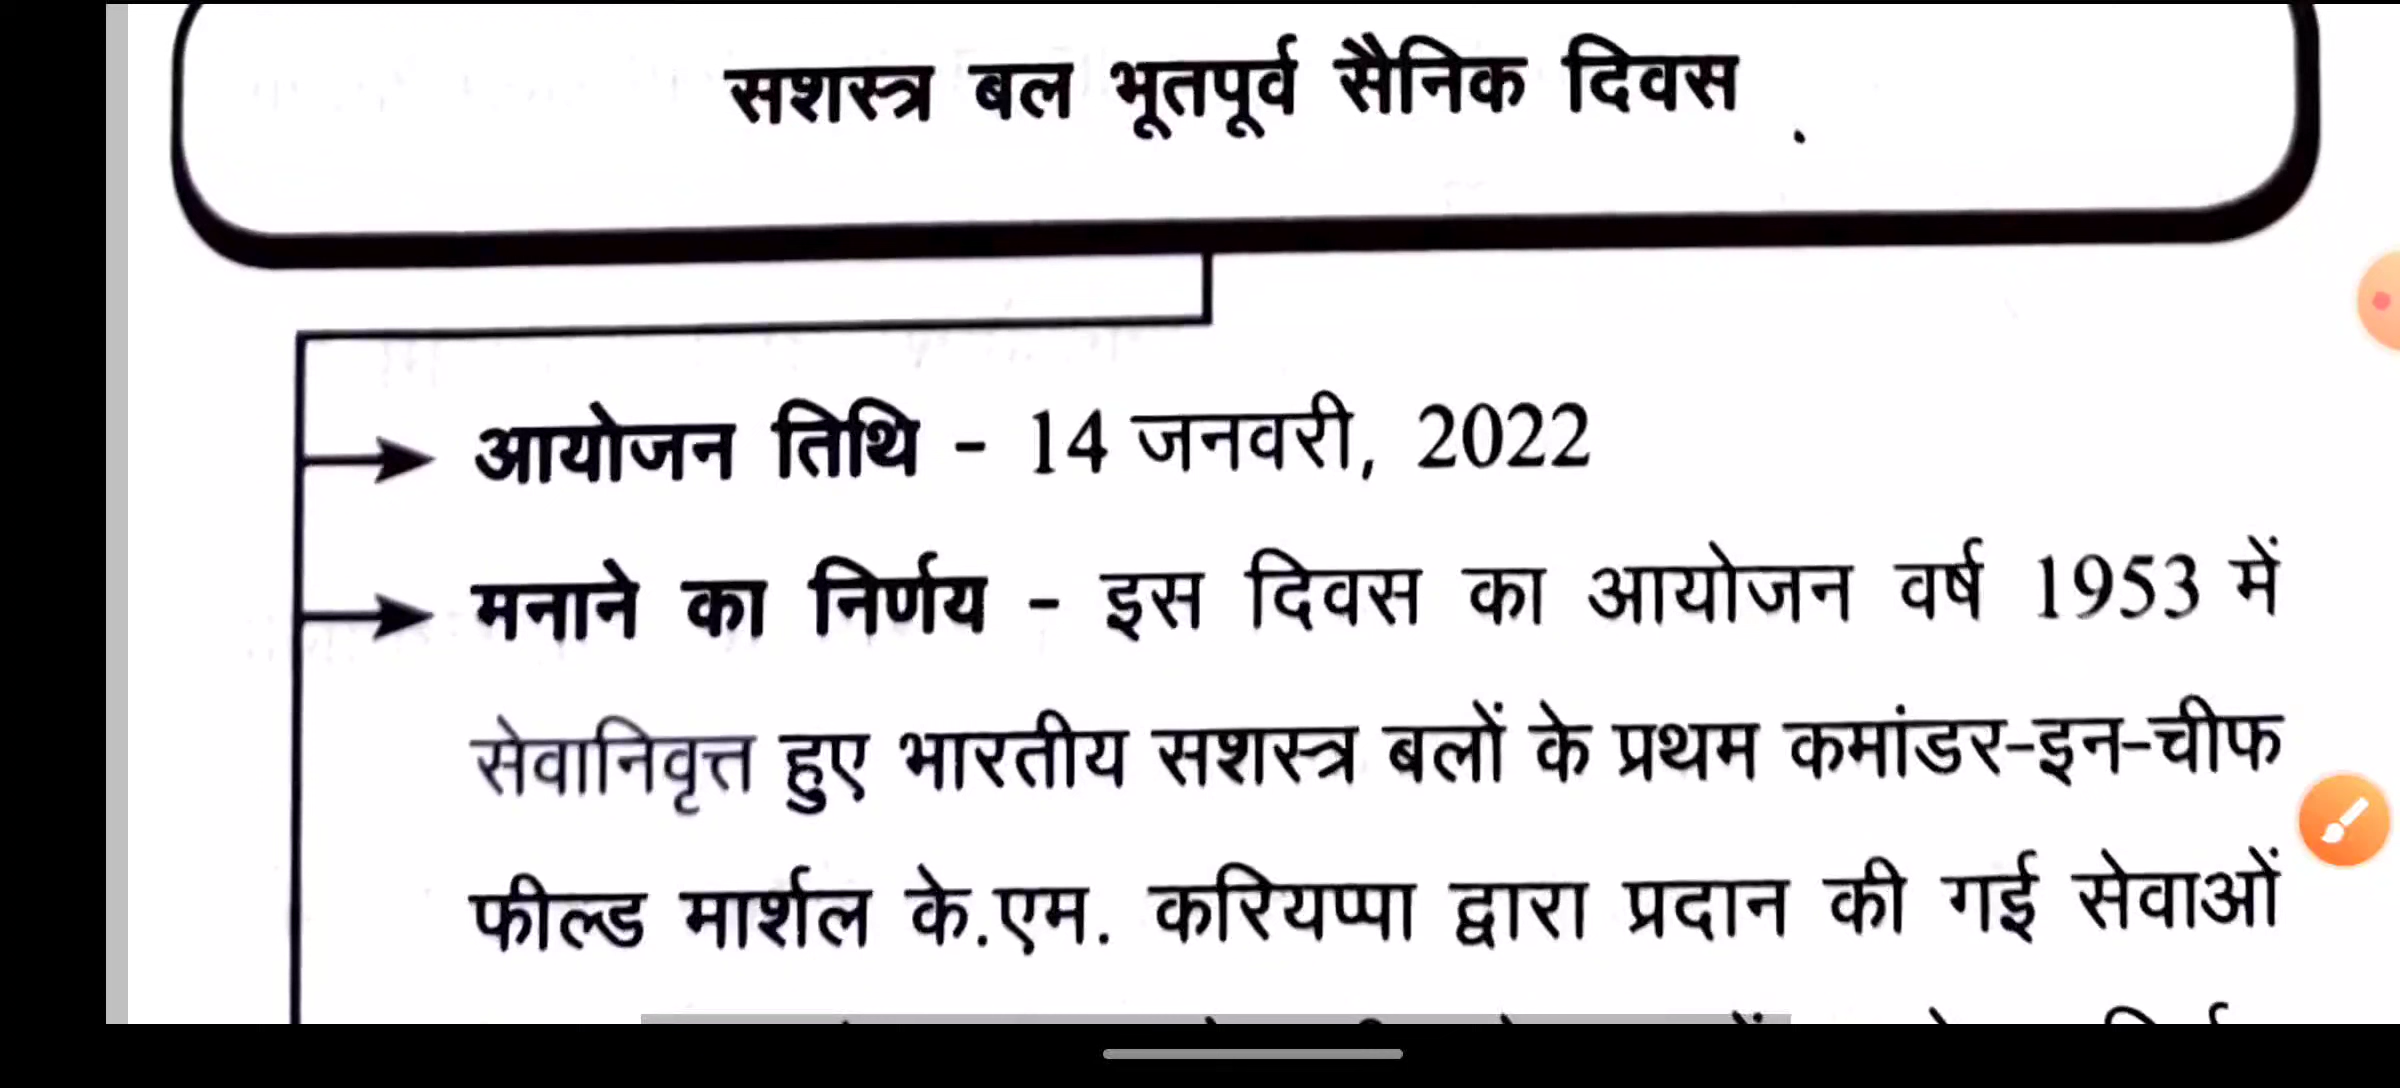 सशस्त्र बल भूतपूर्व सैनिक दिवस
आयोजन तिथि - 14 जनवरी, 2022
मनाने का निर्णय - इस दिवस का आयोजन वर्ष 1953 में
सेवानिवृत्त हुए भारतीय सशस्त्र बलों के प्रथम कमांडर-इन-चीफ
फील्ड मार्शल के.एम. करियप्पा द्वारा प्रदान की गई सेवाओं